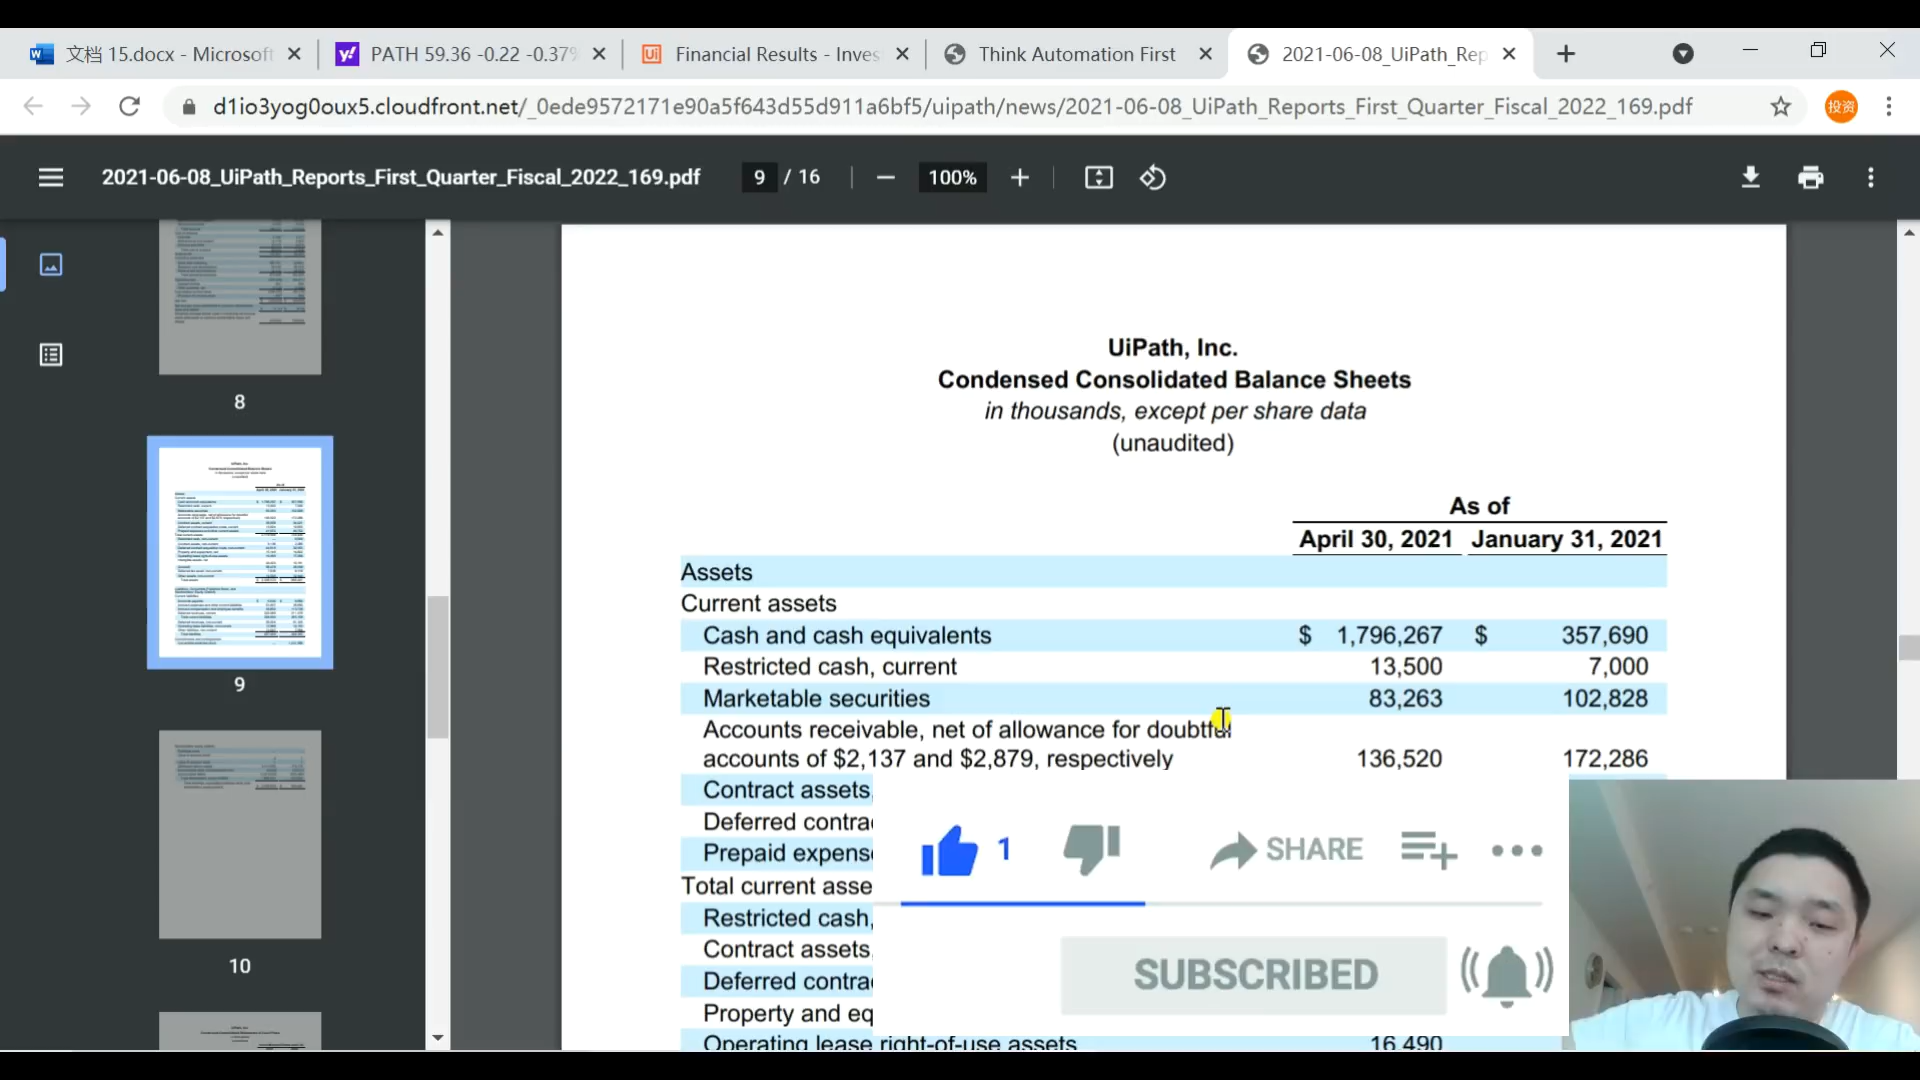 文档 15.docx - Microsoft
PATH 59.36 -0.22 -0.37%
Financial Results - Inves
Think Automation First
2021-06-08_UiPath_Rep
d1io3yog0oux5.cloudfront.net/_0ede9572171e90a5f643d55d911a6bf5/uipath/news/2021-06-08_UiPath_Reports_First_Quarter_Fiscal_2022_169.pdf
投资
2021-06-08_UiPath_Reports_First_Quarter_Fiscal_2022_169.pdf
9 / 16
100%
8
9
10
UiPath, Inc.
Condensed Consolidated Balance Sheets
in thousands, except per share data
(unaudited)
As of
April 30, 2021 January 31, 2021
Assets
Current assets
Cash and cash equivalents $ 1,796,267 $ 357,690
Restricted cash, current 13,500 7,000
Marketable securities 83,263 102,828
Accounts receivable, net of allowance for doubtful
accounts of $2,137 and $2,879, respectively 136,520 172,286
Contract assets,
Deferred contra
Prepaid expens
Total current asse
Restricted cash,
Contract assets,
Deferred contra
Property and eq
Operating lease right-of-use assets 16,490
1
SHARE
SUBSCRIBED